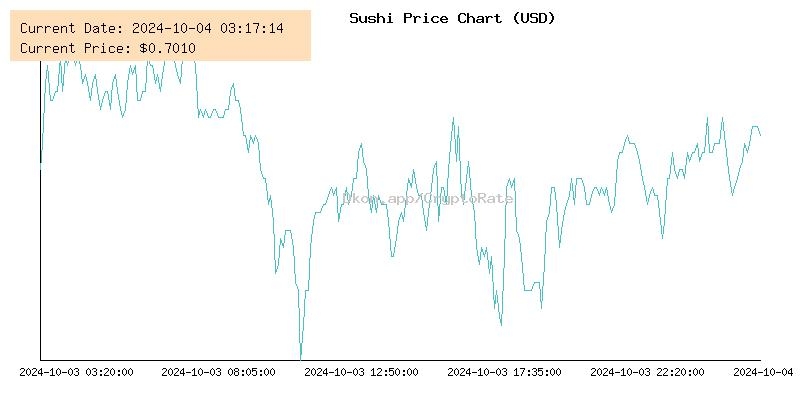 Sushi Price Chart (USD)
Current Date: 2024-10-04 03:17:14
Current Price: $0.7010
Dkon.app/CryptoRate
2024-10-03 03:20:00 2024-10-03 08:05:00 2024-10-03 12:50:00 2024-10-03 17:35:00 2024-10-03 22:20:00 2024-10-04